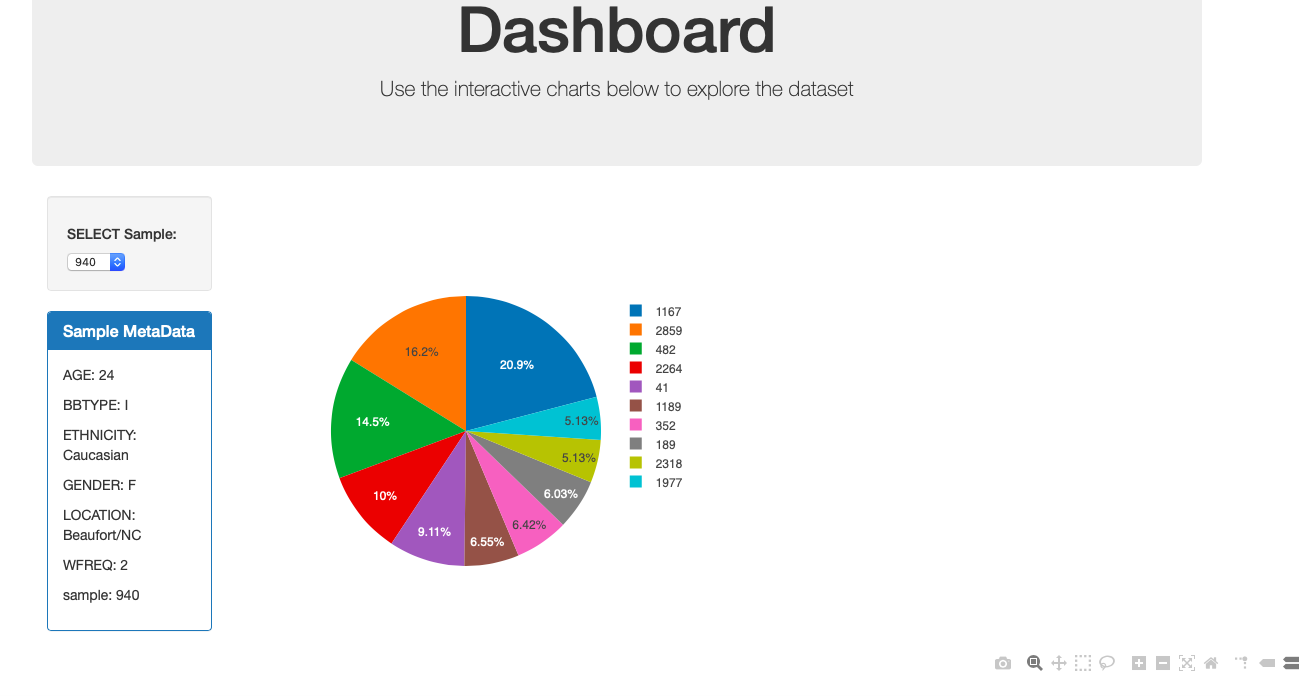 Dashboard
Use the interactive charts below to explore the dataset
SELECT Sample:
940
Sample MetaData
AGE: 24
BBTYPE: I
ETHNICITY:
Caucasian
GENDER: F
LOCATION:
Beaufort/NC
WFREQ: 2
sample: 940
16.2%
20.9%
14.5%
5.13%
5.13%
10%
6.03%
9.11%
6.42%
6.55%
1167
2859
482
2264
41
1189
352
189
2318
1977